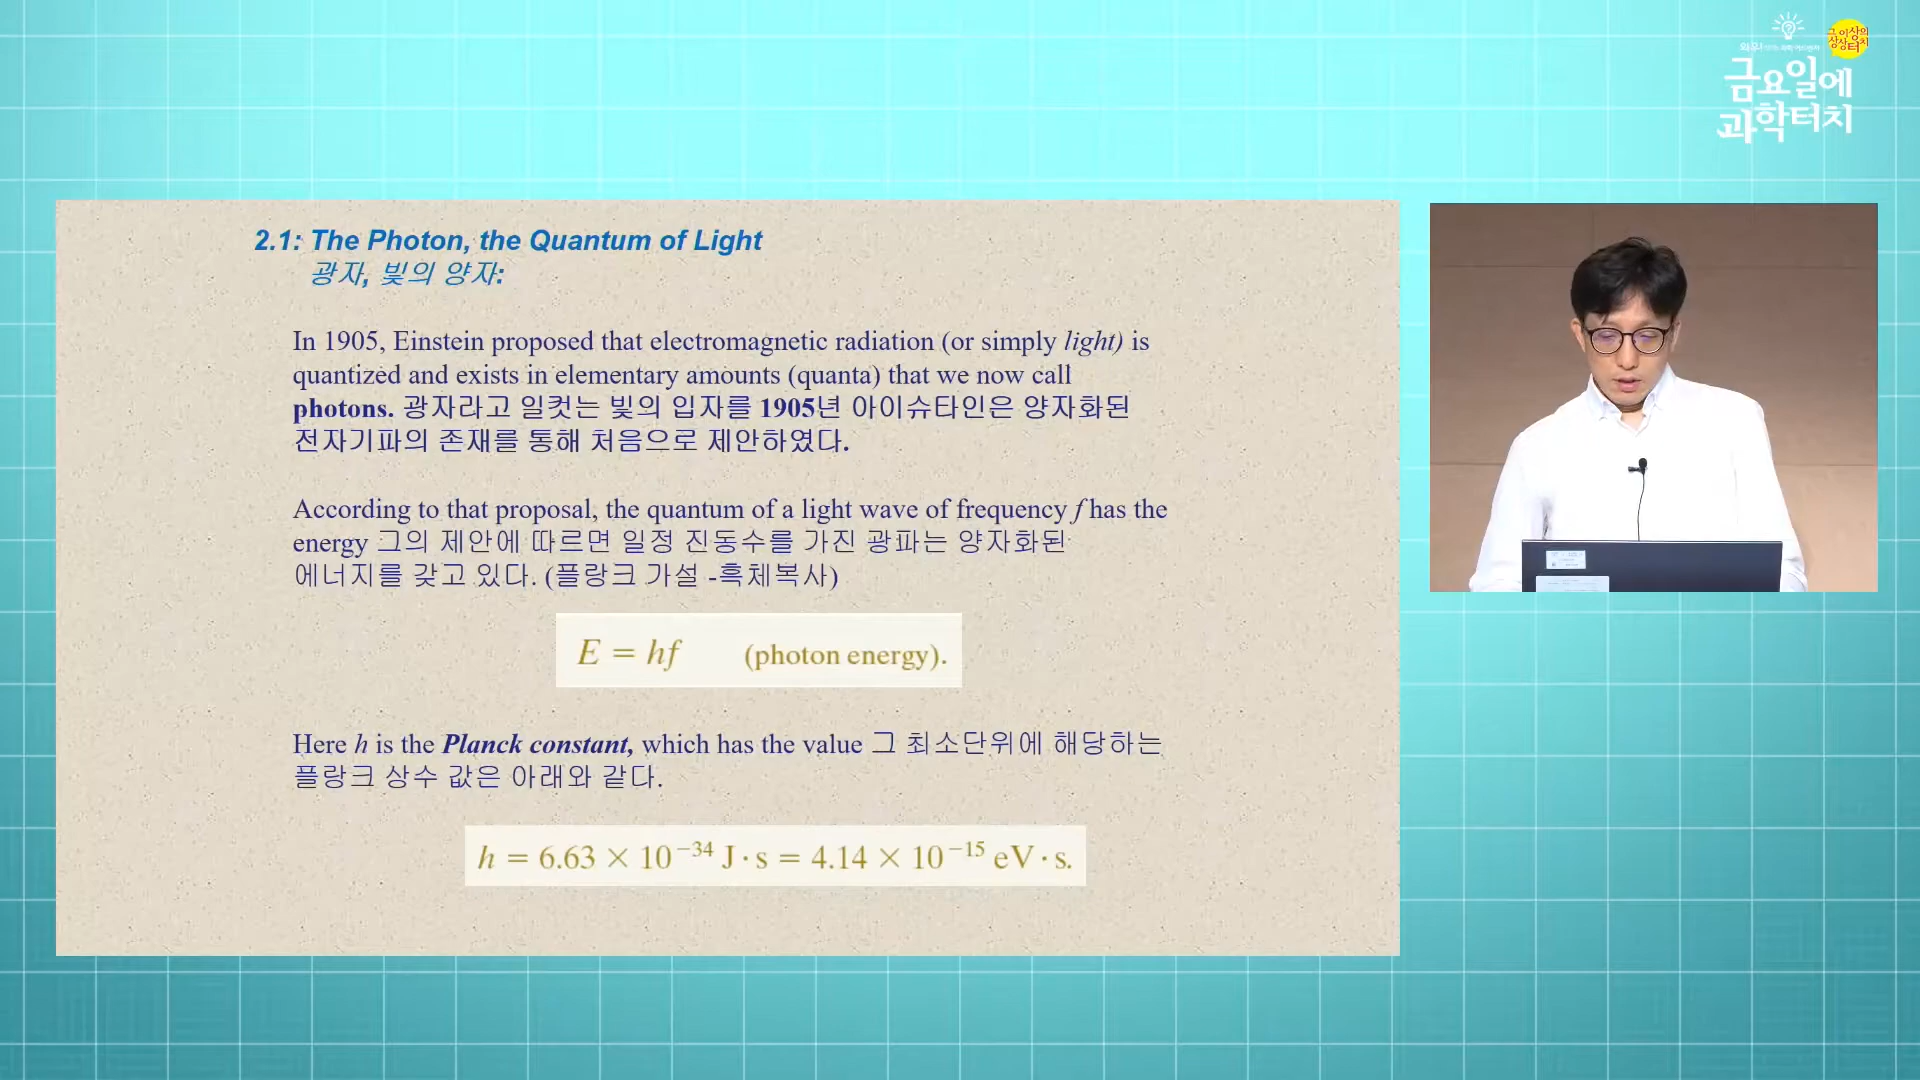 금요일에
과학터치
2.1: The Photon, the Quantum of Light
광자, 빛의 양자:
In 1905, Einstein proposed that electromagnetic radiation (or simply light) is
quantized and exists in elementary amounts (quanta) that we now call
photons. 광자라고 일컷는 빛의 입자를 1905년 아이슈타인은 양자화된
전자기파의 존재를 통해 처음으로 제안하였다.
According to that proposal, the quantum of a light wave of frequency f has the
energy 그의 제안에 따르면 일정 진동수를 가진 광파는 양자화된
에너지를 갖고 있다. (플랑크 가설 -흑체복사)
E = hf (photon energy).
Here h is the Planck constant, which has the value 그 최소단위에 해당하는
플랑크 상수 값은 아래와 같다.
h = 6.63 × 10⁻³⁴ J·s = 4.14 × 10⁻¹⁵ eV·s.